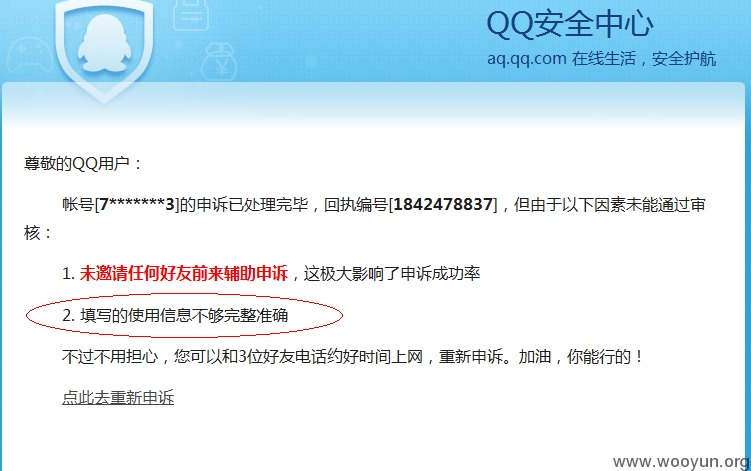 QQ安全中心
aq.qq.com 在线生活，安全护航
尊敬的QQ用户：
帐号[7*******3]的申诉已处理完毕，回执编号[1842478837]，但由于以下因素未能通过审
核：
1. 未邀请任何好友前来辅助申诉，这极大影响了申诉成功率
2. 填写的使用信息不够完整准确
不过不用担心，您可以和3位好友电话约好时间上网，重新申诉。加油，你能行的！
点此去重新申诉
www.wooyun.org